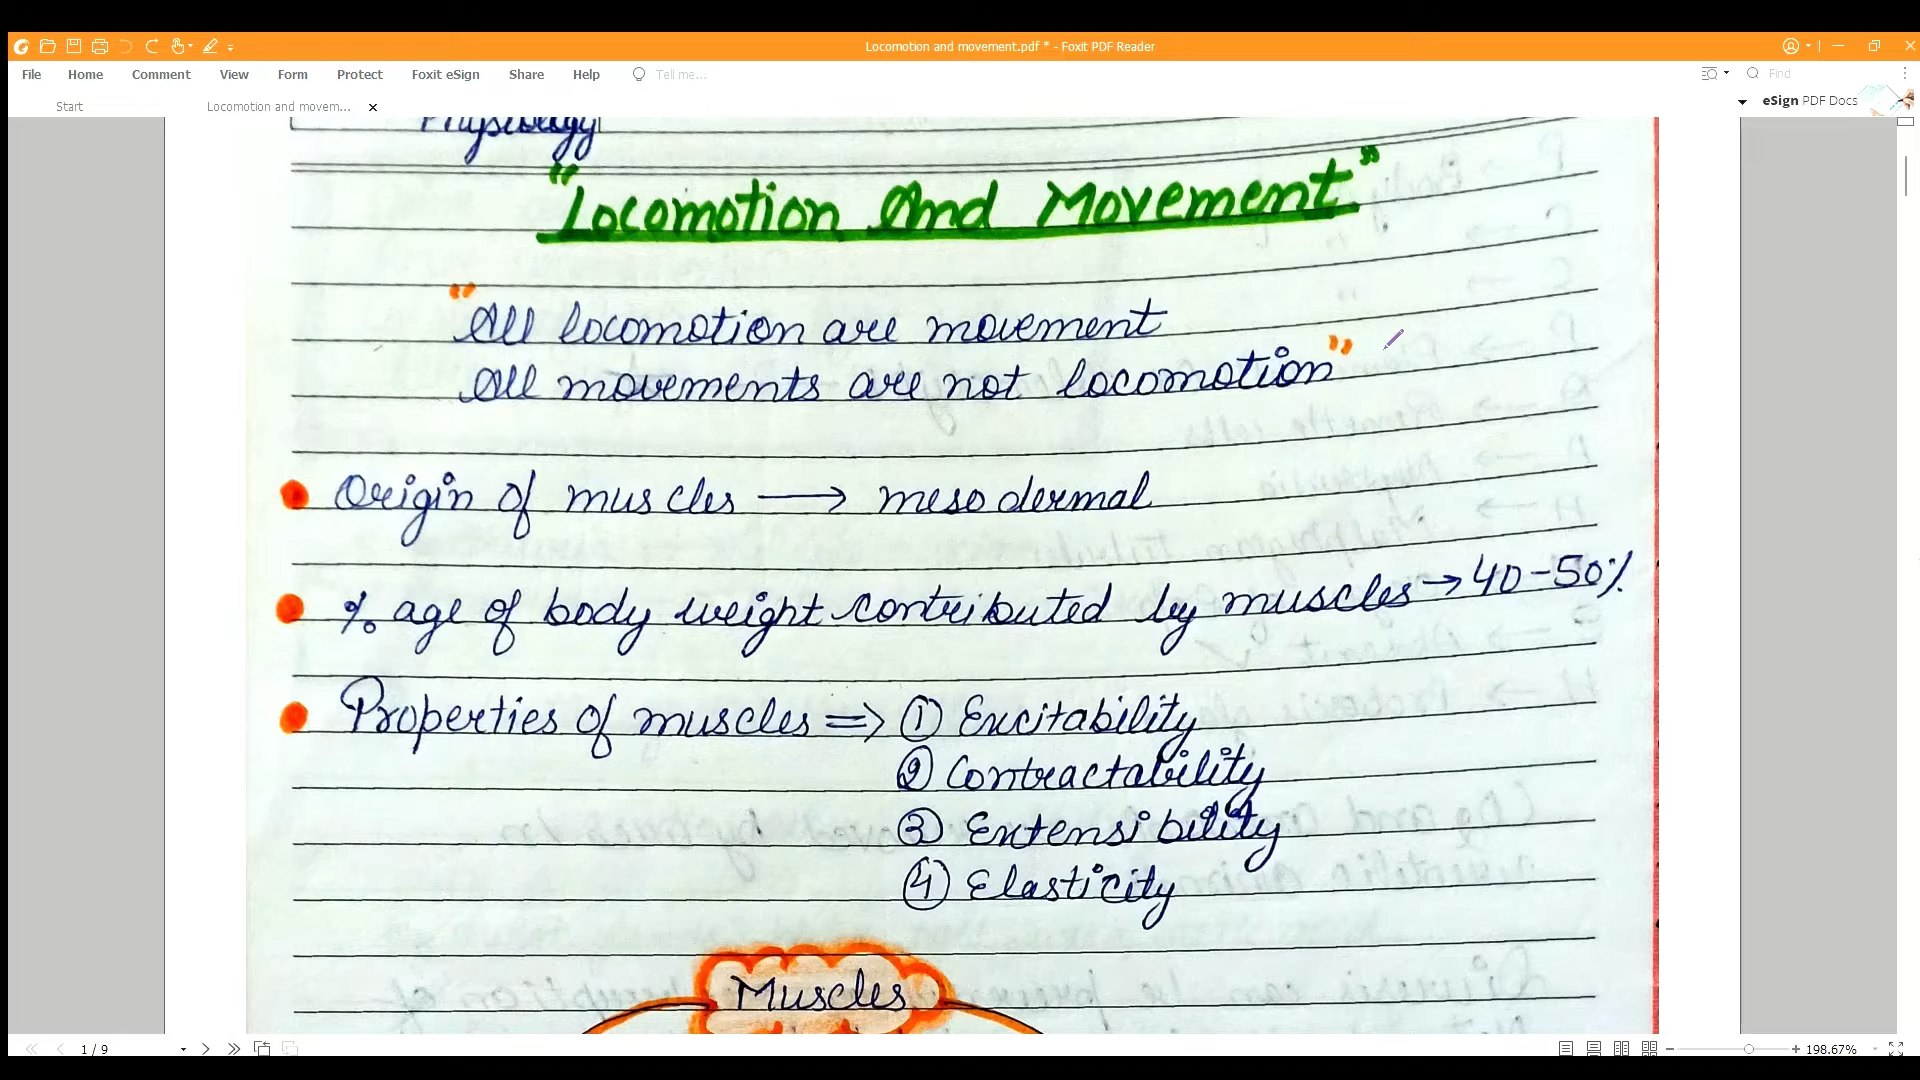 Locomotion and movement.pdf * - Foxit PDF Reader
File Home Comment View Form Protect Foxit eSign Share Help Tell me... Find
Start Locomotion and movem... eSign PDF Docs
Physiology
"Locomotion And Movement."
"All locomotion are movement
All movements are not locomotion"
Origin of muscles → mesodermal
% age of body weight contributed by muscles → 40-50%
Properties of muscles => ① Excitability
② Contractability
③ Extensibility
④ Elasticity
Muscles
1 / 9 198.67%